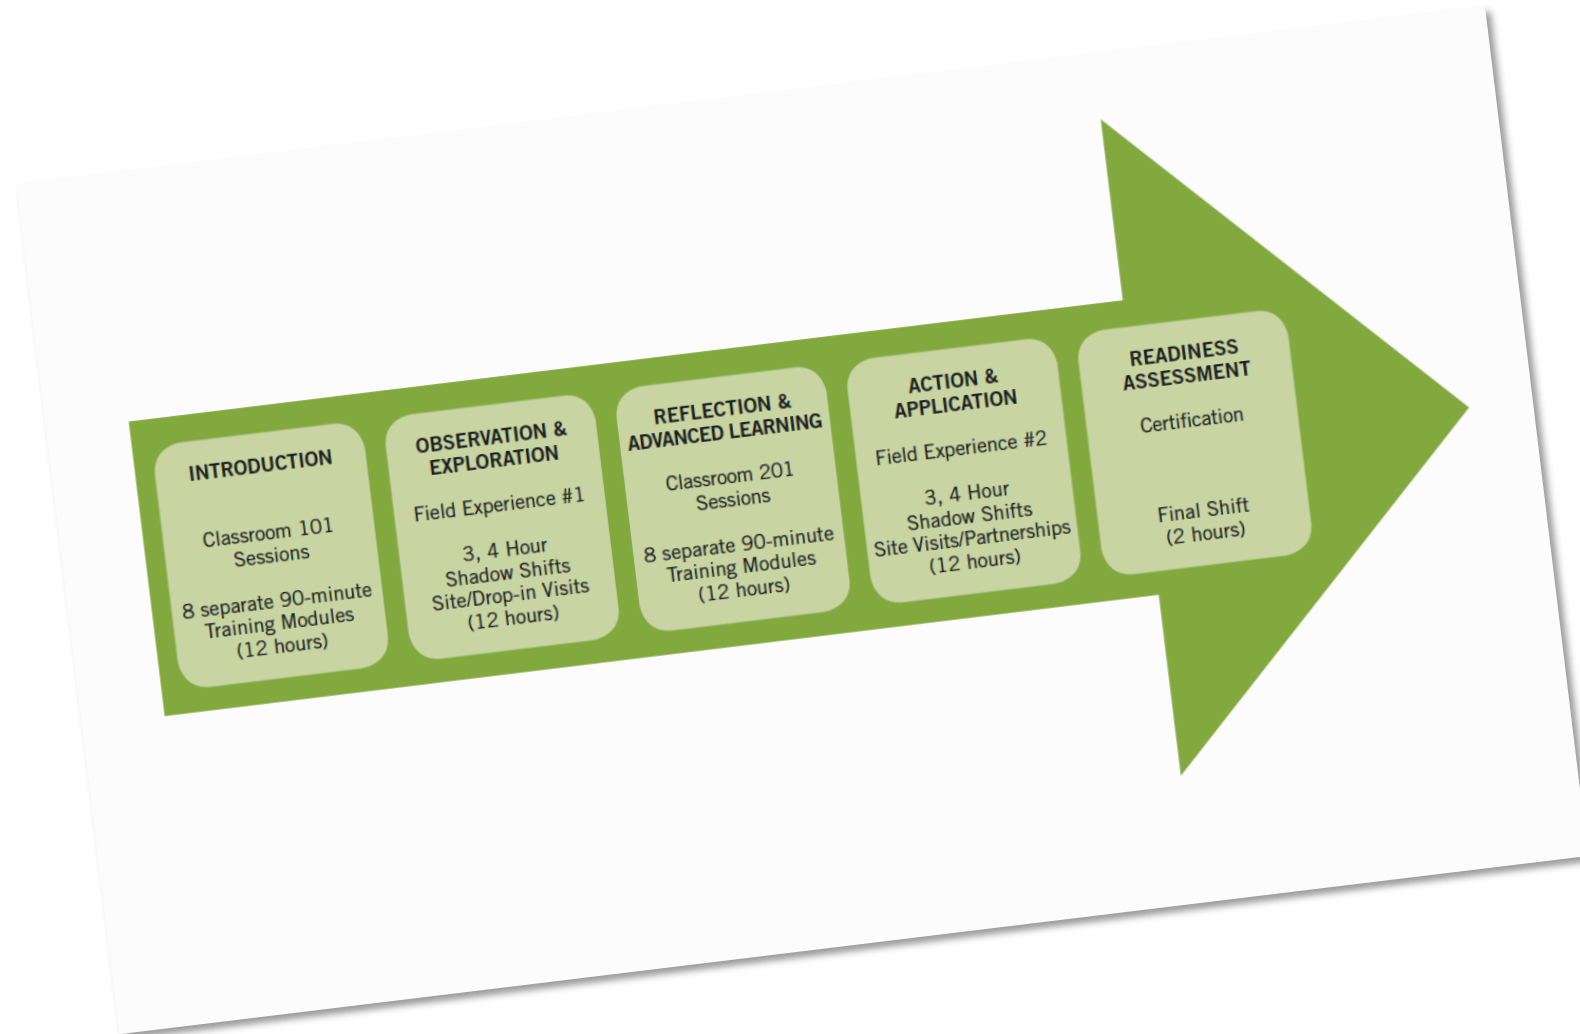 INTRODUCTION
Classroom 101
Sessions
8 separate 90-minute
Training Modules
(12 hours)
OBSERVATION &
EXPLORATION
Field Experience #1
3, 4 Hour
Shadow Shifts
Site/Drop-in Visits
(12 hours)
REFLECTION &
ADVANCED LEARNING
Classroom 201
Sessions
8 separate 90-minute
Training Modules
(12 hours)
ACTION &
APPLICATION
Field Experience #2
3, 4 Hour
Shadow Shifts
Site Visits/Partnerships
(12 hours)
READINESS
ASSESSMENT
Certification
Final Shift
(2 hours)